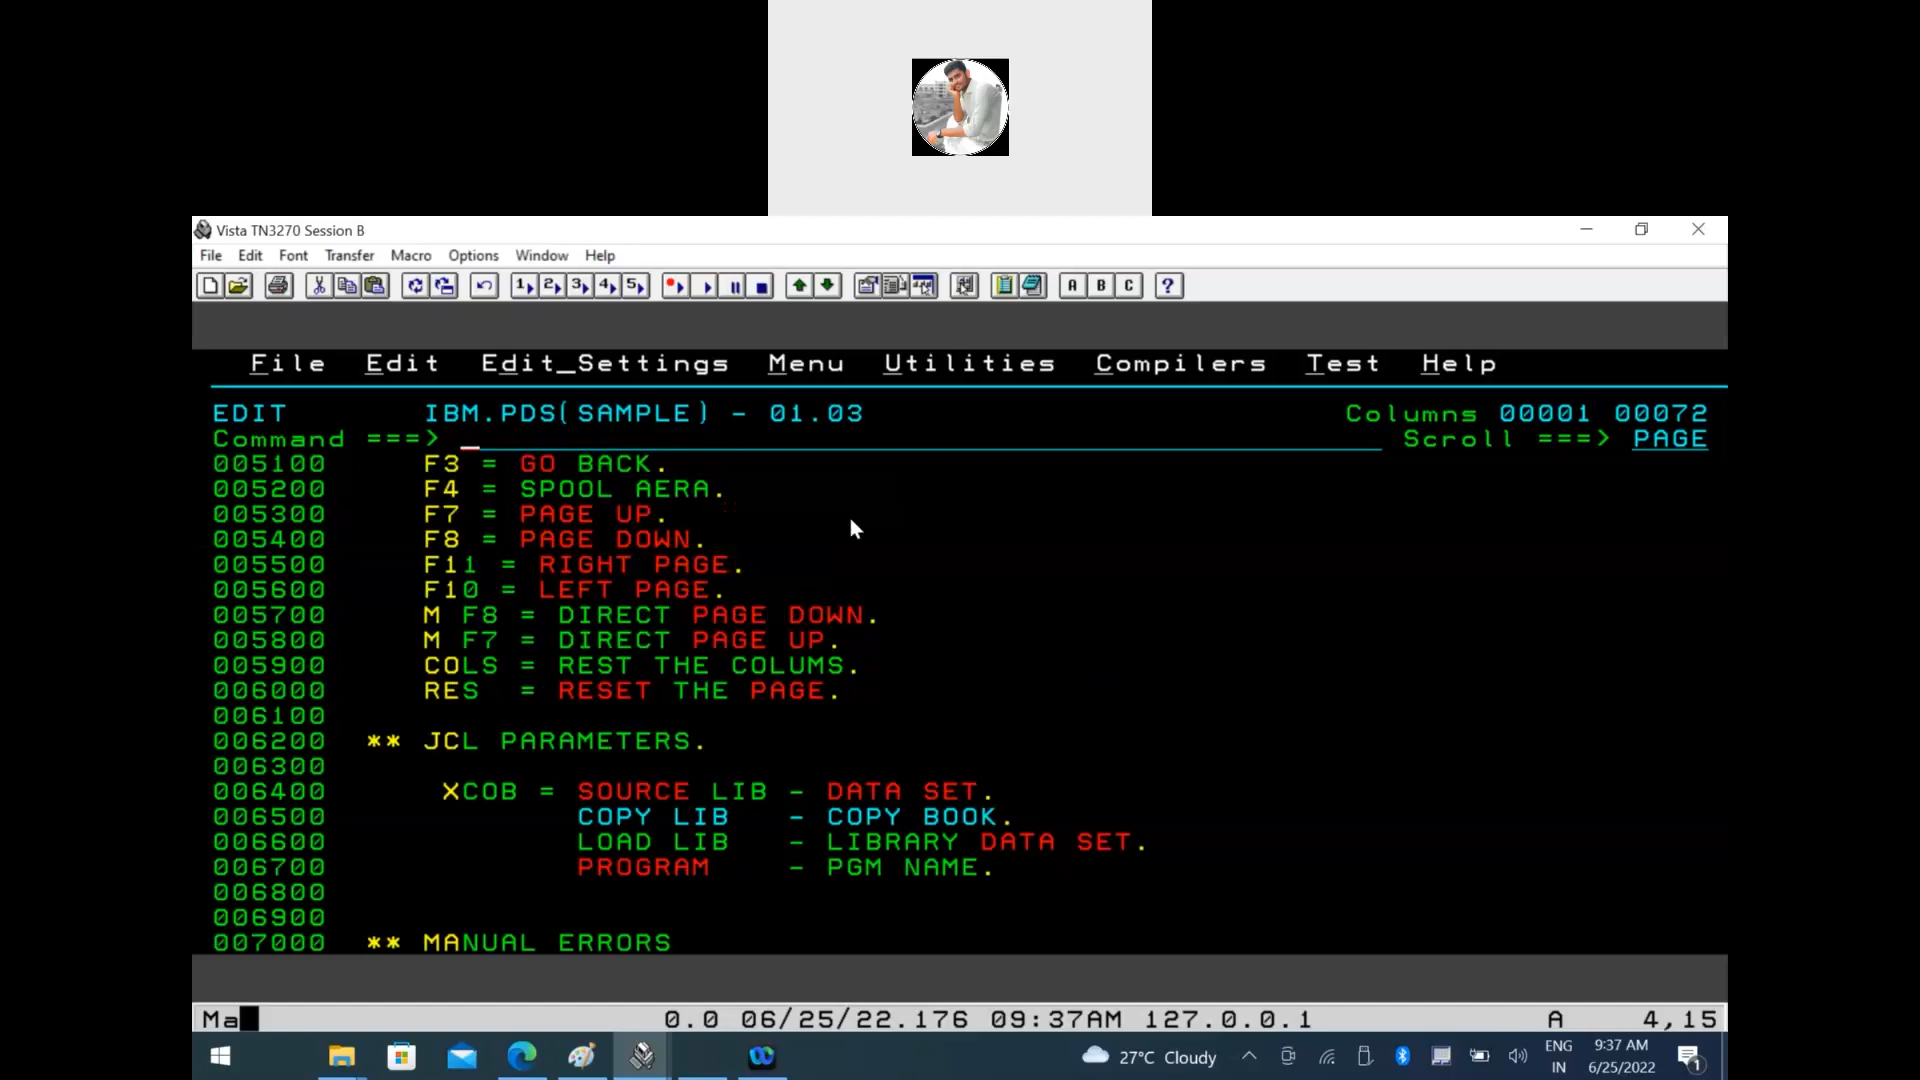 Vista TN3270 Session B
File Edit Font Transfer Macro Options Window Help
1 2 3 4 5 A B C ?
File Edit Edit_Settings Menu Utilities Compilers Test Help
EDIT IBM.PDS(SAMPLE) - 01.03 Columns 00001 00072
Command ===> _ Scroll ===> PAGE
005100 F3 = GO BACK.
005200 F4 = SPOOL AERA.
005300 F7 = PAGE UP.
005400 F8 = PAGE DOWN.
005500 F11 = RIGHT PAGE.
005600 F10 = LEFT PAGE.
005700 M F8 = DIRECT PAGE DOWN.
005800 M F7 = DIRECT PAGE UP.
005900 COLS = REST THE COLUMS.
006000 RES = RESET THE PAGE.
006100
006200 ** JCL PARAMETERS.
006300
006400 XCOB = SOURCE LIB - DATA SET.
006500 COPY LIB - COPY BOOK.
006600 LOAD LIB - LIBRARY DATA SET.
006700 PROGRAM - PGM NAME.
006800
006900
007000 ** MANUAL ERRORS
Ma 0.0 06/25/22.176 09:37AM 127.0.0.1 A 4,15
27°C Cloudy ENG IN 9:37 AM 6/25/2022 1